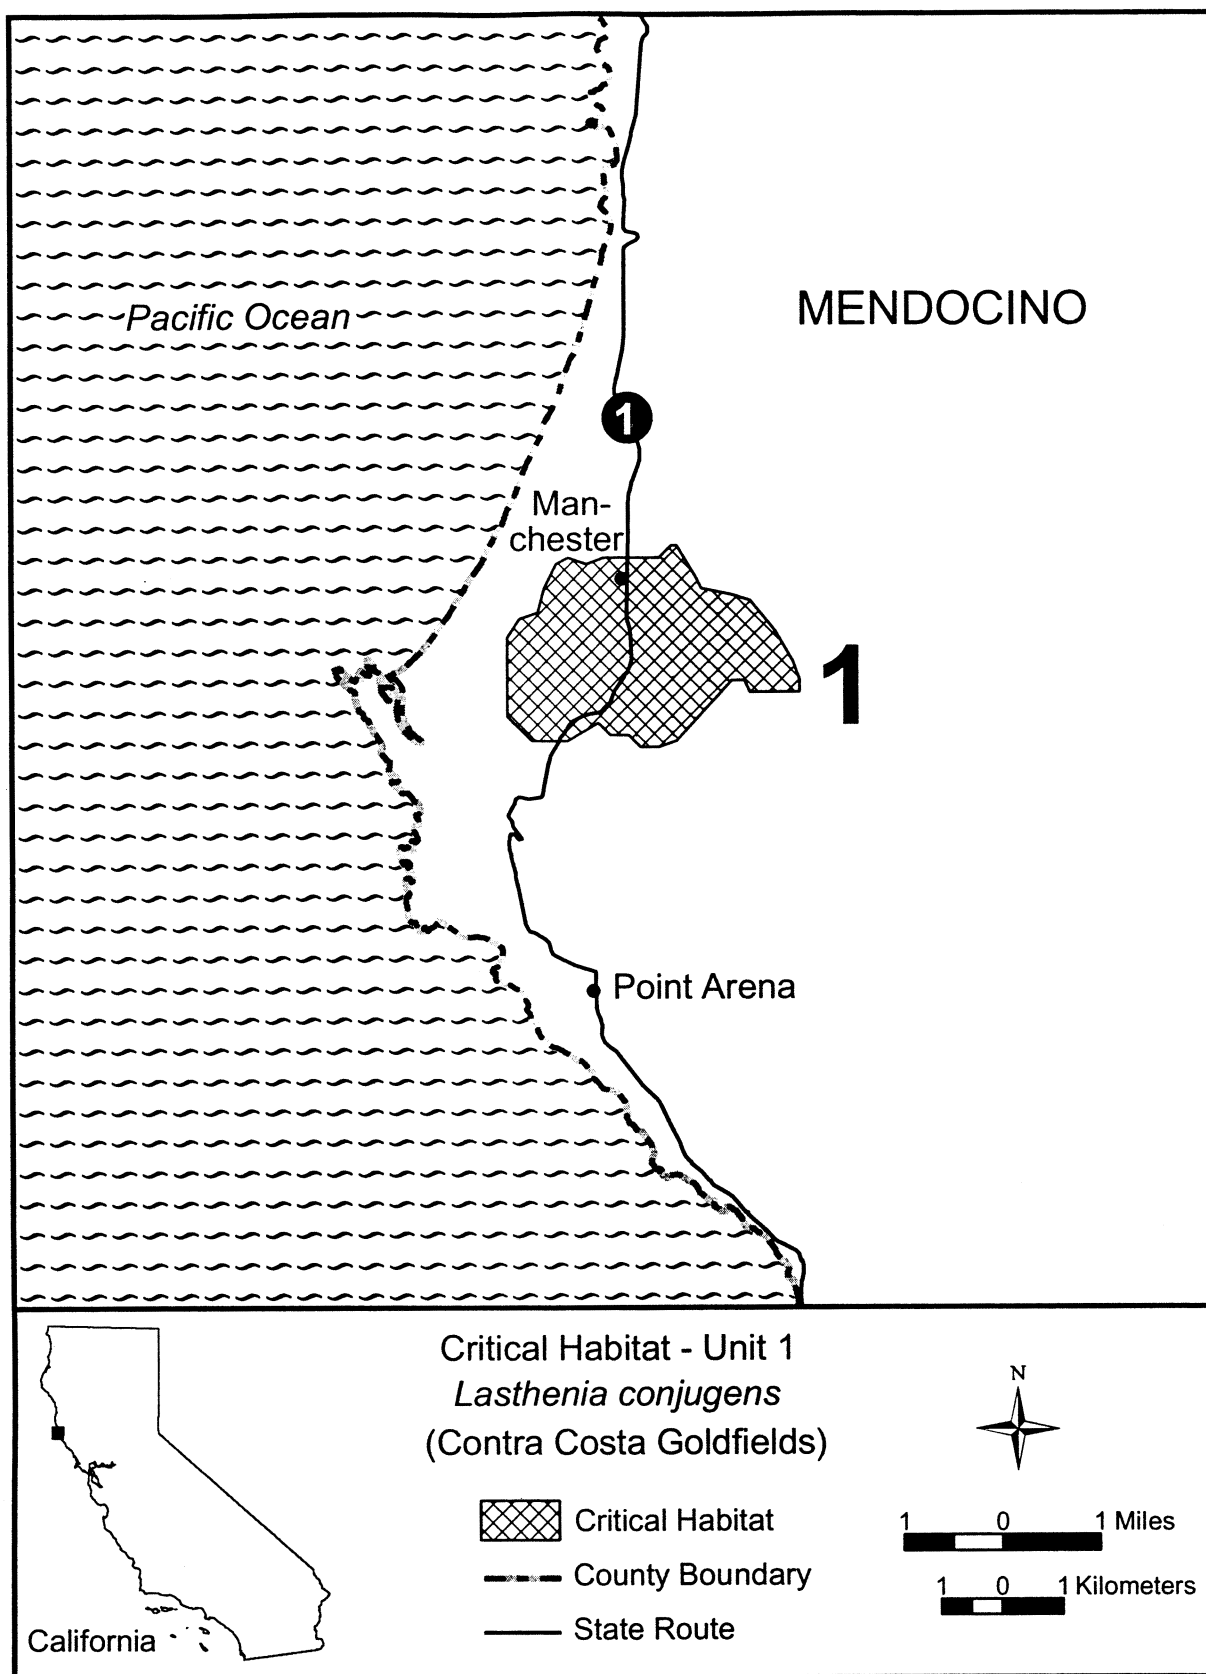 Pacific Ocean
MENDOCINO
1
Man-
chester
1
Point Arena
Critical Habitat - Unit 1
Lasthenia conjugens
(Contra Costa Goldfields)
Critical Habitat
County Boundary
State Route
N
1 0 1 Miles
1 0 1 Kilometers
California